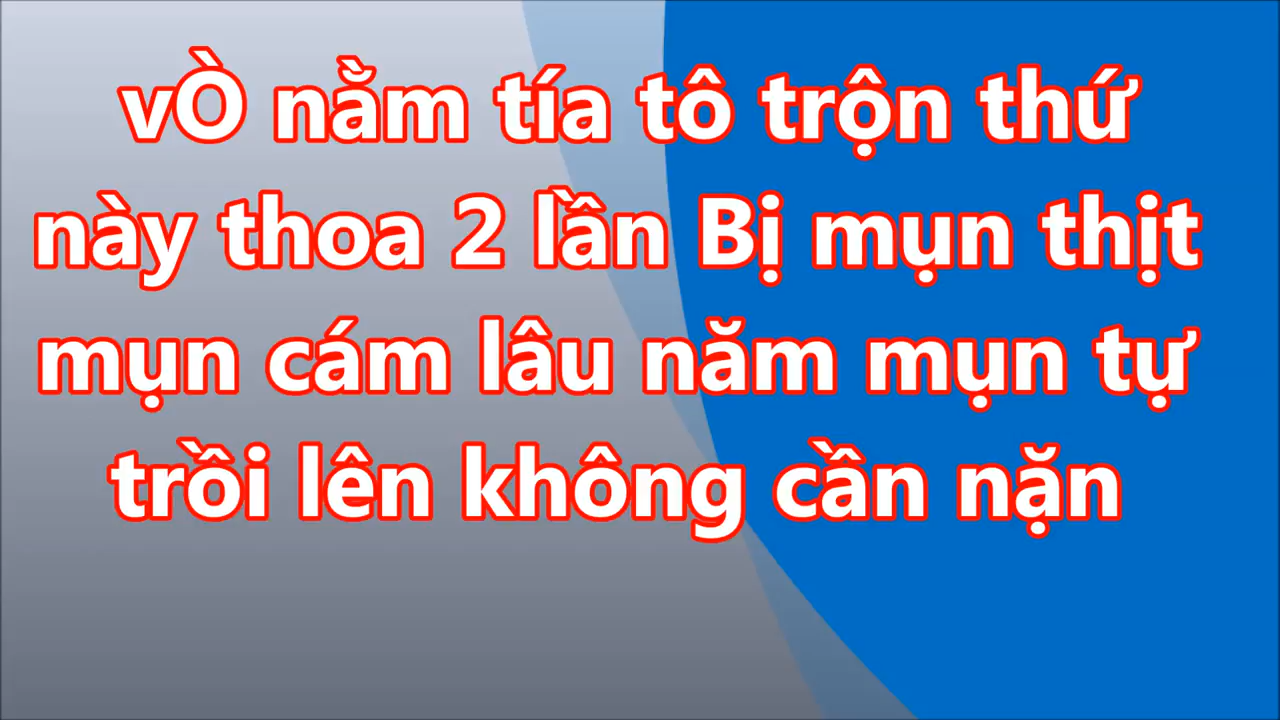 vÒ nằm tía tô trộn thứ
này thoa 2 lần Bị mụn thịt
mụn cám lâu năm mụn tự
trồi lên không cần nặn